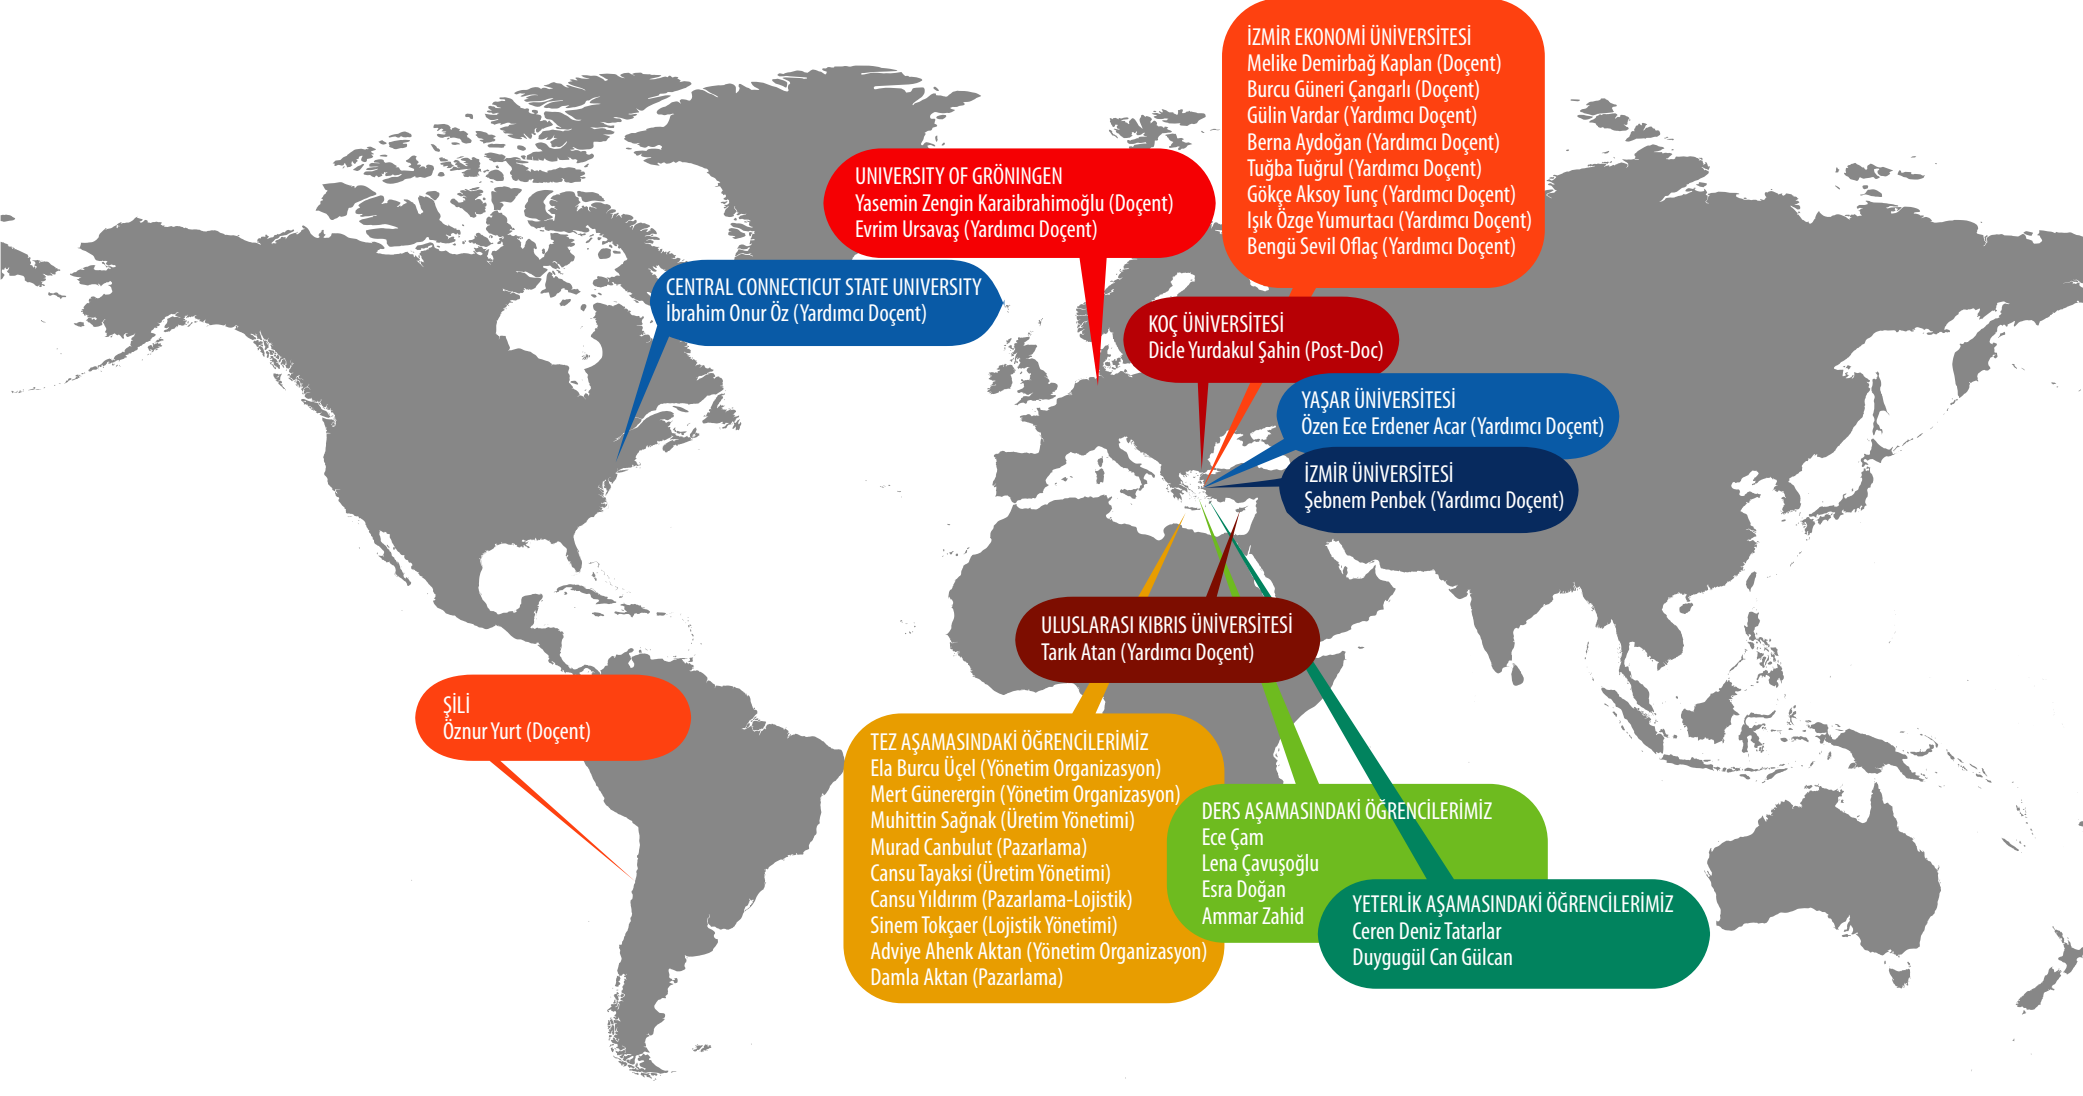 İZMİR EKONOMİ ÜNİVERSİTESİ
Melike Demirbağ Kaplan (Doçent)
Burcu Güneri Çangarlı (Doçent)
Gülin Vardar (Yardımcı Doçent)
Berna Aydoğan (Yardımcı Doçent)
Tuğba Tuğrul (Yardımcı Doçent)
Gökçe Aksoy Tunç (Yardımcı Doçent)
Işık Özge Yumurtacı (Yardımcı Doçent)
Bengü Sevil Oflaç (Yardımcı Doçent)
UNIVERSITY OF GRÖNINGEN
Yasemin Zengin Karaibrahimoğlu (Doçent)
Evrim Ursavaş (Yardımcı Doçent)
CENTRAL CONNECTICUT STATE UNIVERSITY
İbrahim Onur Öz (Yardımcı Doçent)
KOÇ ÜNİVERSİTESİ
Dicle Yurdakul Şahin (Post-Doc)
YAŞAR ÜNİVERSİTESİ
Özen Ece Erdener Acar (Yardımcı Doçent)
İZMİR ÜNİVERSİTESİ
Şebnem Penbek (Yardımcı Doçent)
ULUSLARASI KIBRIS ÜNİVERSİTESİ
Tarık Atan (Yardımcı Doçent)
ŞİLİ
Öznur Yurt (Doçent)
TEZ AŞAMASINDAKİ ÖĞRENCİLERİMİZ
Ela Burcu Üçel (Yönetim Organizasyon)
Mert Günerergin (Yönetim Organizasyon)
Muhittin Sağnak (Üretim Yönetimi)
Murad Canbulut (Pazarlama)
Cansu Tayaksi (Üretim Yönetimi)
Cansu Yıldırım (Pazarlama-Lojistik)
Sinem Tokçaer (Lojistik Yönetimi)
Adviye Ahenk Aktan (Yönetim Organizasyon)
Damla Aktan (Pazarlama)
DERS AŞAMASINDAKİ ÖĞRENCİLERİMİZ
Ece Çam
Lena Çavuşoğlu
Esra Doğan
Ammar Zahid
YETERLİK AŞAMASINDAKİ ÖĞRENCİLERİMİZ
Ceren Deniz Tatarlar
Duygugül Can Gülcan